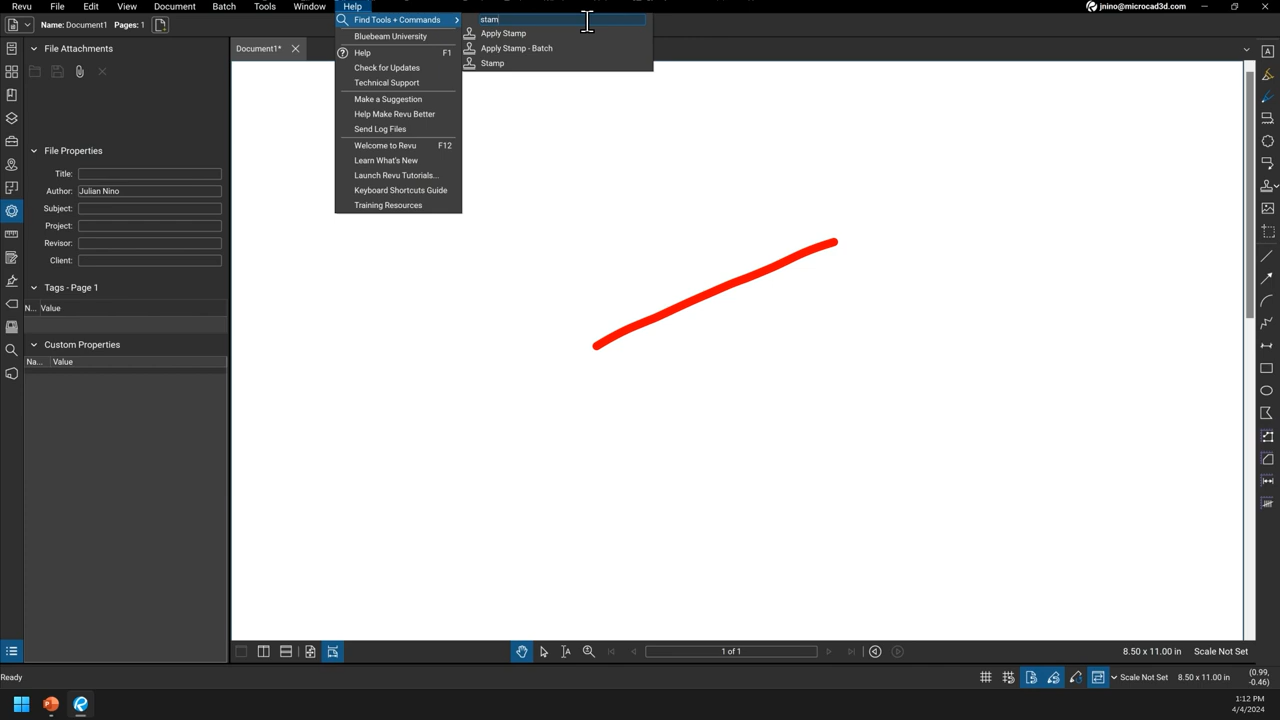 Revu File Edit View Document Batch Tools Window Help jnino@microcad3d.com
Name: Document1 Pages: 1
Find Tools + Commands
stam
Apply Stamp
Apply Stamp - Batch
Stamp
Bluebeam University
Help F1
Check for Updates
Technical Support
Make a Suggestion
Help Make Revu Better
Send Log Files
Welcome to Revu F12
Learn What's New
Launch Revu Tutorials...
Keyboard Shortcuts Guide
Training Resources
File Attachments
Document1*
File Properties
Title:
Author: Julian Nino
Subject:
Project:
Revisor:
Client:
Tags - Page 1
N... Value
Custom Properties
Na... Value
1 of 1
8.50 x 11.00 in Scale Not Set
Ready
Scale Not Set 8.50 x 11.00 in
(0.99,
-0.46)
1:12 PM
4/4/2024